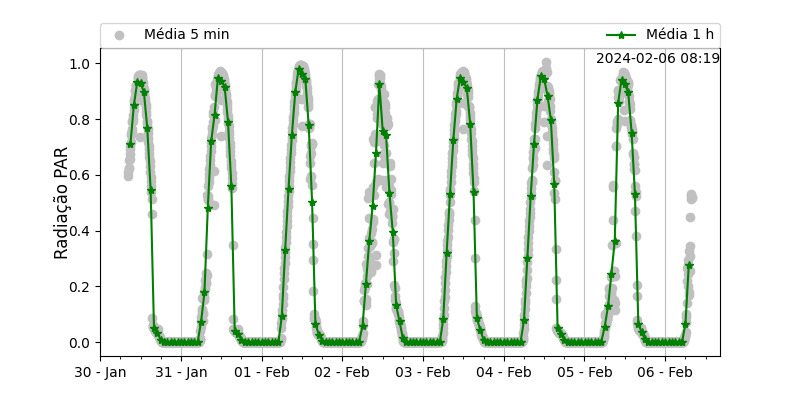 Média 5 min
Média 1 h
2024-02-06 08:19
Radiação PAR
1.0
0.8
0.6
0.4
0.2
0.0
30 - Jan
31 - Jan
01 - Feb
02 - Feb
03 - Feb
04 - Feb
05 - Feb
06 - Feb